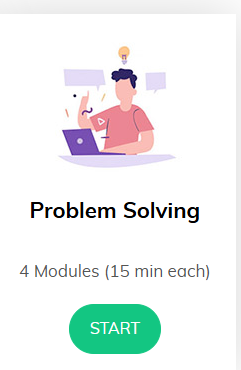 Problem Solving
4 Modules (15 min each)
START